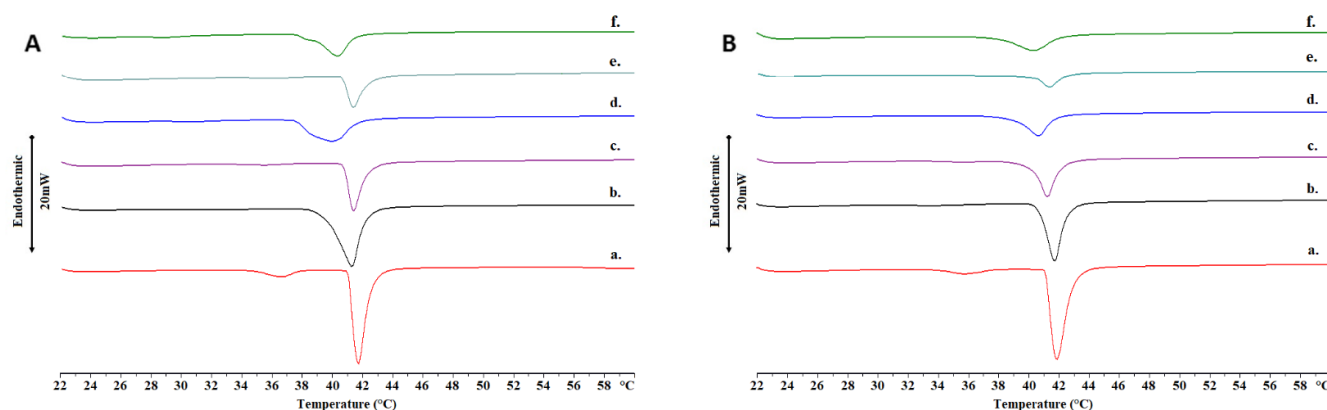 A
f.
e.
d.
c.
b.
a.
Endothermic
20mW
22 24 26 28 30 32 34 36 38 40 42 44 46 48 50 52 54 56 58 °C
Temperature (°C)
B
f.
e.
d.
c.
b.
a.
Endothermic
20mW
22 24 26 28 30 32 34 36 38 40 42 44 46 48 50 52 54 56 58 °C
Temperature (°C)